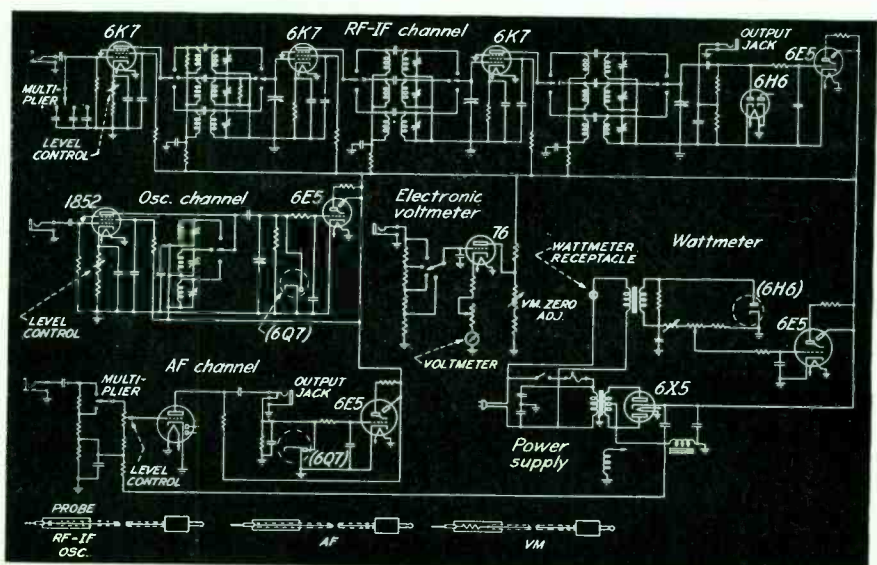 6K7
RF-IF channel
6K7
6K7
OUTPUT
JACK
6E5
6H6
MULTI-
PLIER
LEVEL
CONTROL
1852
Osc. channel
6E5
Electronic
voltmeter
76
WATTMETER
RECEPTACLE
Wattmeter
(6H6)
6E5
VM. ZERO
ADJ.
LEVEL
CONTROL
(6Q7)
VOLTMETER
AF channel
MULTI-
PLIER
OUTPUT
JACK
6E5
6X5
(6Q7)
LEVEL
CONTROL
Power
supply
PROBE
RF-IF
OSC.
AF
VM